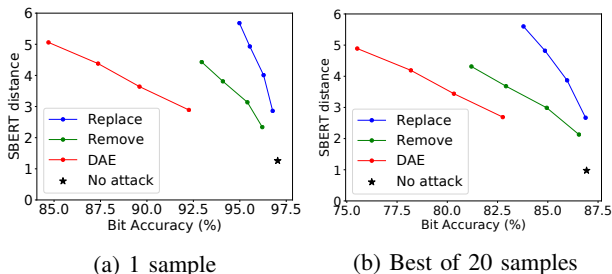 6
5
4
3
2
1
0
SBERT distance
Replace
Remove
DAE
No attack
85.0 87.5 90.0 92.5 95.0 97.5
Bit Accuracy (%)
(a) 1 sample
6
5
4
3
2
1
0
SBERT distance
Replace
Remove
DAE
No attack
75.0 77.5 80.0 82.5 85.0 87.5
Bit Accuracy (%)
(b) Best of 20 samples